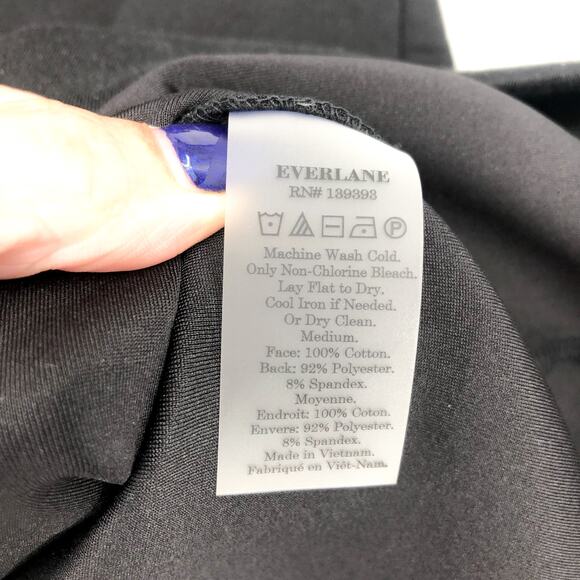 EVERLANE
RN# 139393
P
Machine Wash Cold.
Only Non-Chlorine Bleach.
Lay Flat to Dry.
Cool Iron if Needed.
Or Dry Clean.
Medium.
Face: 100% Cotton.
Back: 92% Polyester.
8% Spandex.
Moyenne.
Endroit: 100% Coton.
Envers: 92% Polyester.
8% Spandex.
Made in Vietnam.
Fabriqué en Viêt-Nam.